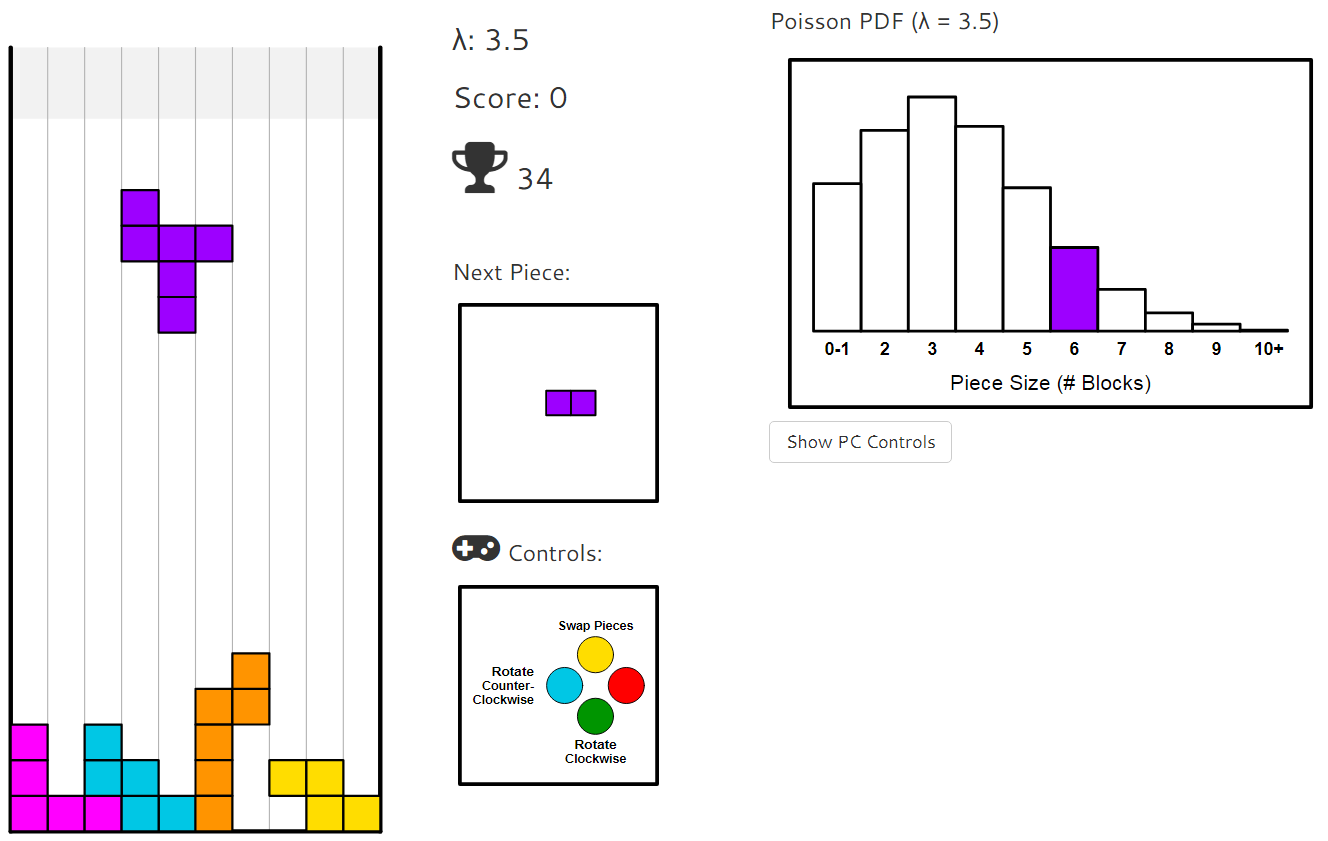 λ: 3.5
Score: 0
34
Next Piece:
Controls:
Swap Pieces
Rotate
Counter-
Clockwise
Rotate
Clockwise
Poisson PDF (λ = 3.5)
0-1 2 3 4 5 6 7 8 9 10+
Piece Size (# Blocks)
Show PC Controls